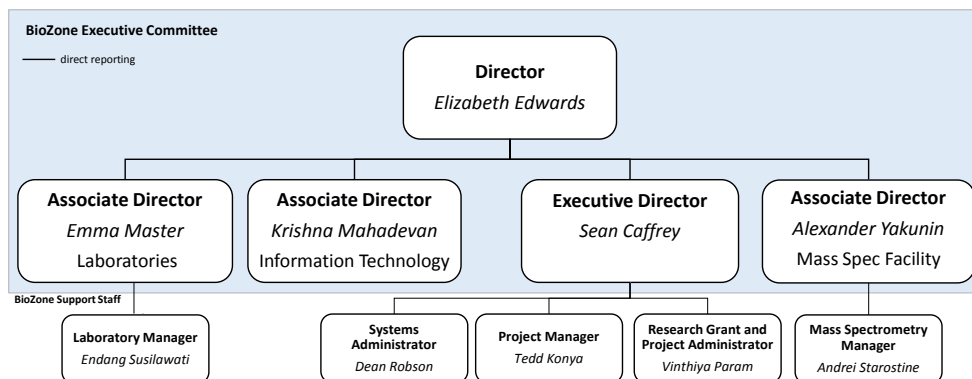 BioZone Executive Committee
direct reporting
Director
Elizabeth Edwards
Associate Director
Emma Master
Laboratories
Associate Director
Krishna Mahadevan
Information Technology
Executive Director
Sean Caffrey
Associate Director
Alexander Yakunin
Mass Spec Facility
BioZone Support Staff
Laboratory Manager
Endang Susilawati
Systems
Administrator
Dean Robson
Project Manager
Tedd Konya
Research Grant and
Project Administrator
Vinthiya Param
Mass Spectrometry
Manager
Andrei Starostine